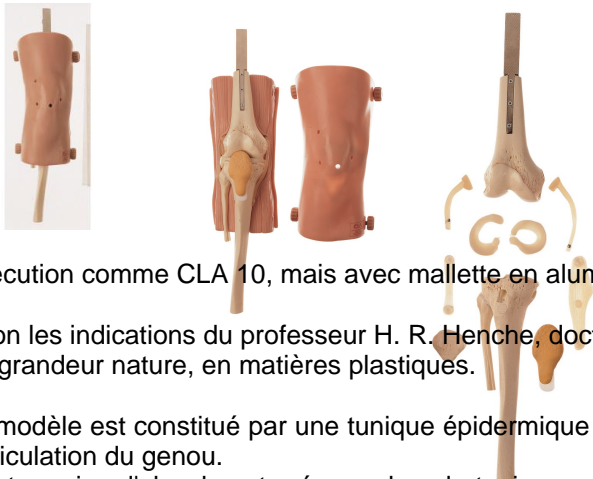 écution comme CLA 10, mais avec mallette en alum
on les indications du professeur H. R. Henche, doct
grandeur nature, en matières plastiques.
modèle est constitué par une tunique épidermique
iculation du genou.